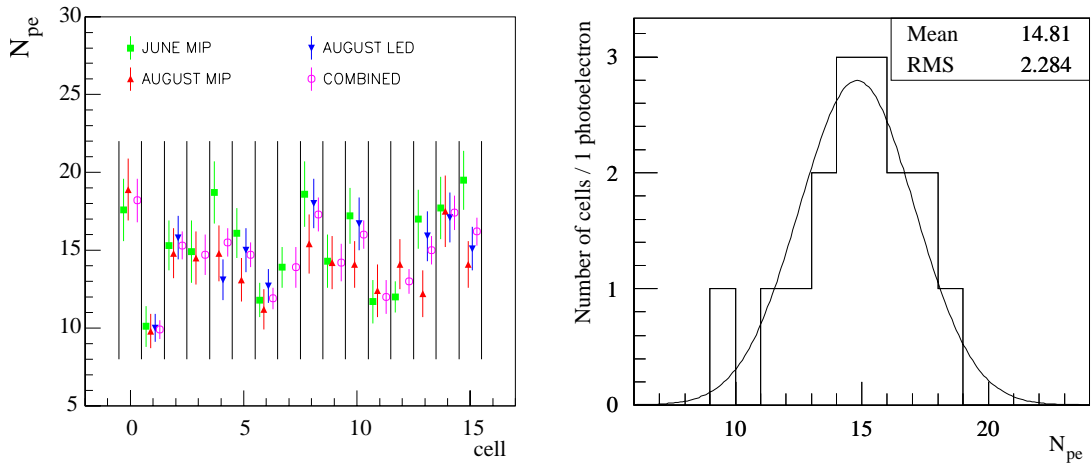 N_pe
30
25
20
15
10
5
JUNE MIP
AUGUST LED
AUGUST MIP
COMBINED
0 5 10 15
cell
Mean 14.81
RMS 2.284
Number of cells / 1 photoelectron
3
2
1
0
10 15 20
N_pe